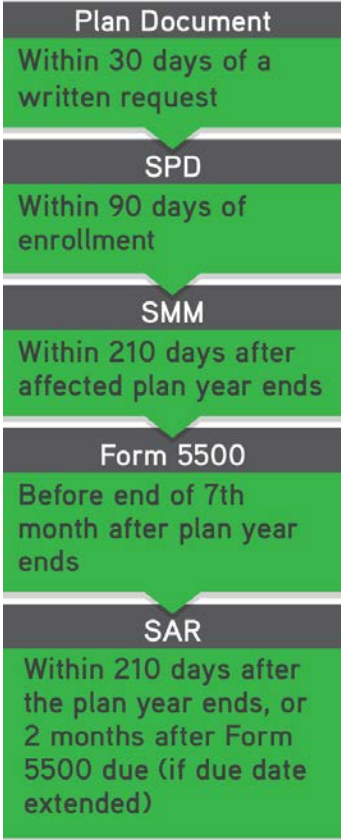 Plan Document
Within 30 days of a
written request
SPD
Within 90 days of
enrollment
SMM
Within 210 days after
affected plan year ends
Form 5500
Before end of 7th
month after plan year
ends
SAR
Within 210 days after
the plan year ends, or
2 months after Form
5500 due (if due date
extended)